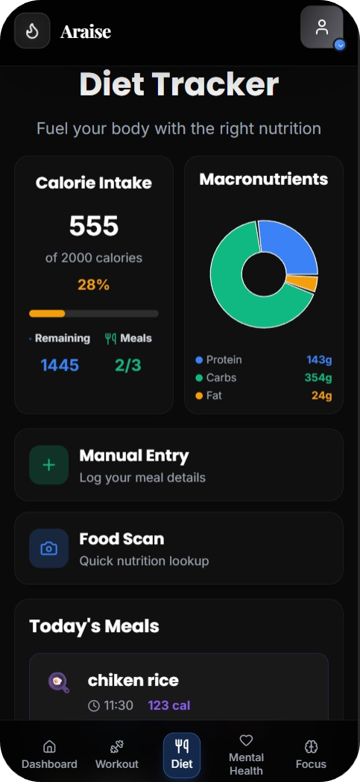 Araise
Diet Tracker
Fuel your body with the right nutrition
Calorie Intake
555
of 2000 calories
28%
Remaining
1445
Meals
2/3
Macronutrients
Protein 143g
Carbs 354g
Fat 24g
Manual Entry
Log your meal details
Food Scan
Quick nutrition lookup
Today's Meals
chiken rice
11:30 123 cal
Dashboard
Workout
Diet
Mental
Health
Focus